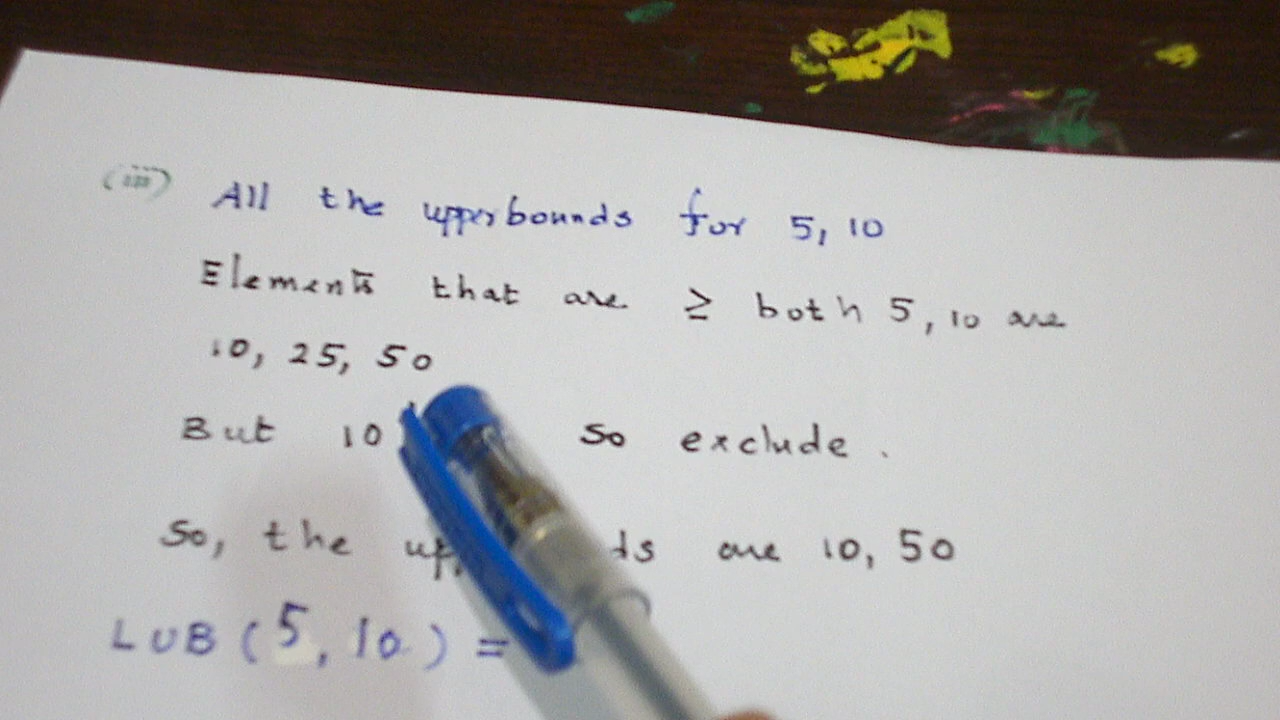 (iii) All the upperbounds for 5, 10
Elements that are ≥ both 5, 10 are
10, 25, 50
But 10 so exclude.
So, the are 10, 50
LUB (5, 10) =